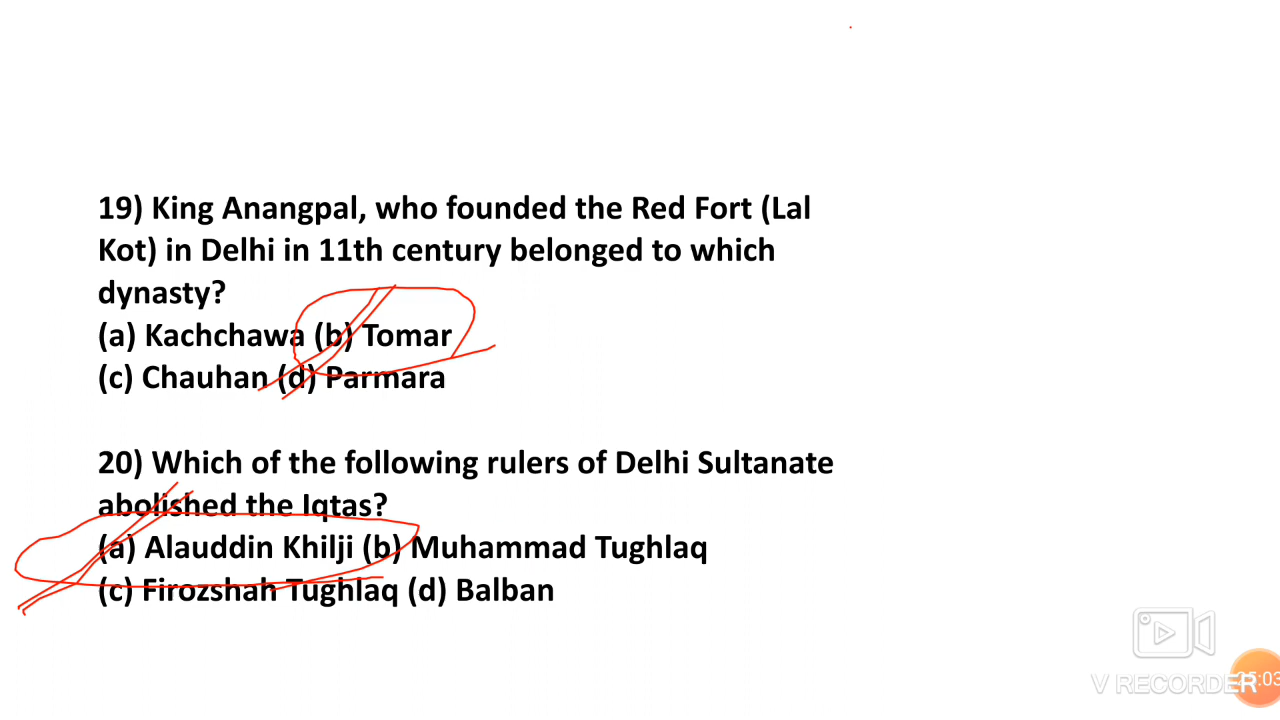 19) King Anangpal, who founded the Red Fort (Lal
Kot) in Delhi in 11th century belonged to which
dynasty?
(a) Kachchawa (b) Tomar
(c) Chauhan (d) Parmara
20) Which of the following rulers of Delhi Sultanate
abolished the Iqtas?
(a) Alauddin Khilji (b) Muhammad Tughlaq
(c) Firozshah Tughlaq (d) Balban
V RECORDER